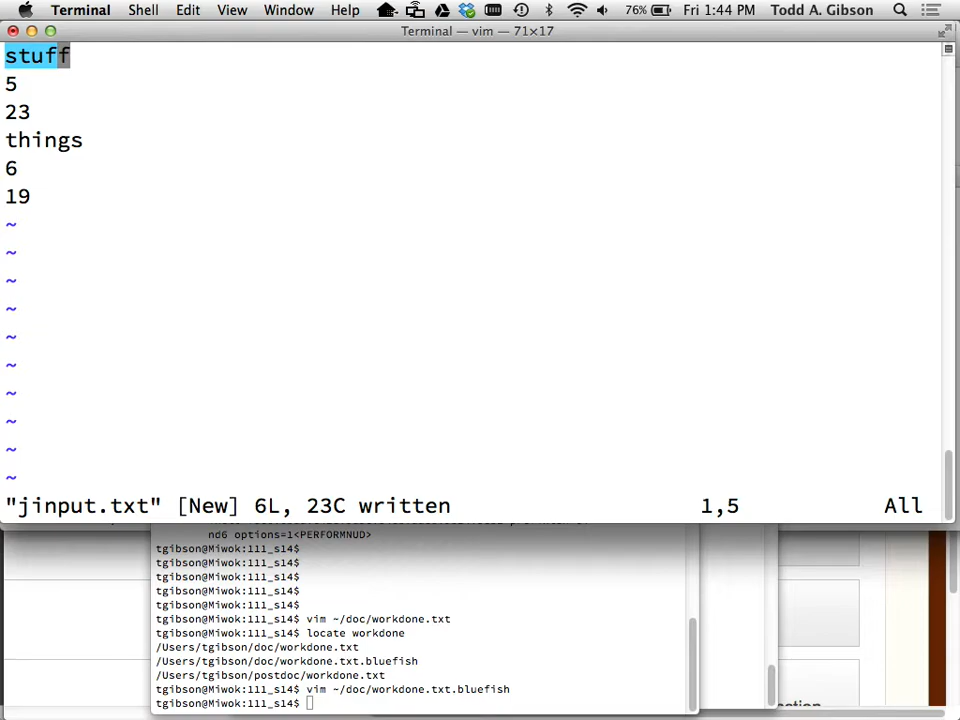 Terminal Shell Edit View Window Help 76% Fri 1:44 PM Todd A. Gibson
Terminal — vim — 71×17
stuff
5
23
things
6
19
~
~
~
~
~
~
~
~
~
~
"jinput.txt" [New] 6L, 23C written 1,5 All
nd6 options=1<PERFORMNUD>
tgibson@Miwok:111_s14$
tgibson@Miwok:111_s14$
tgibson@Miwok:111_s14$
tgibson@Miwok:111_s14$
tgibson@Miwok:111_s14$
tgibson@Miwok:111_s14$ vim ~/doc/workdone.txt
tgibson@Miwok:111_s14$ locate workdone
/Users/tgibson/doc/workdone.txt
/Users/tgibson/doc/workdone.txt.bluefish
/Users/tgibson/postdoc/workdone.txt
tgibson@Miwok:111_s14$ vim ~/doc/workdone.txt.bluefish
tgibson@Miwok:111_s14$